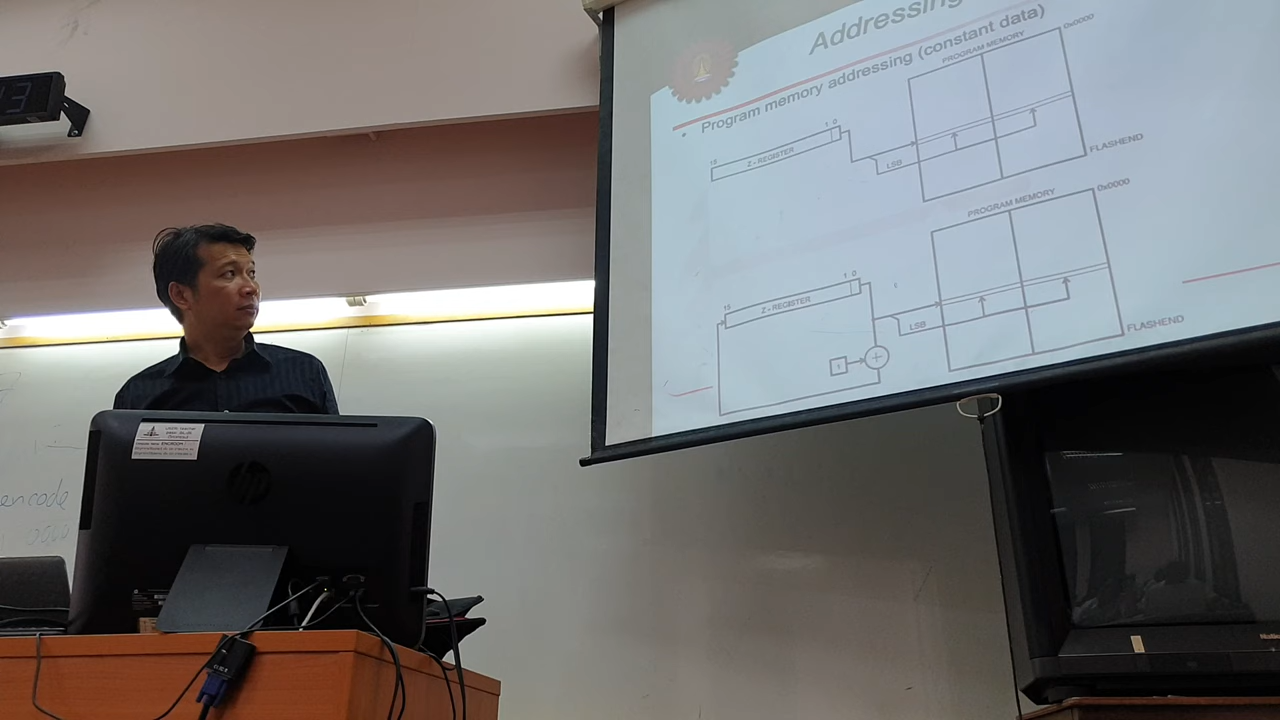 Addressing
• Program memory addressing (constant data)
PROGRAM MEMORY
0x0000
15
1 0
Z - REGISTER
LSB
FLASHEND
PROGRAM MEMORY
0x0000
15
1 0
Z - REGISTER
LSB
FLASHEND
1
+
encode
hp